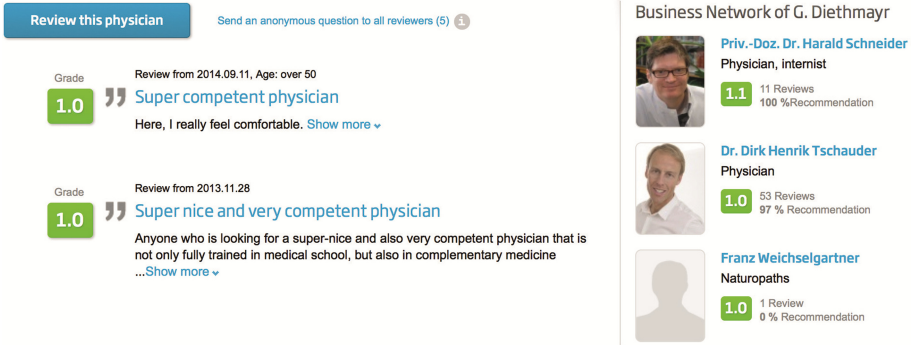 Review this physician
Send an anonymous question to all reviewers (5) i
Grade
1.0
Review from 2014.09.11, Age: over 50
Super competent physician
Here, I really feel comfortable. Show more
Grade
1.0
Review from 2013.11.28
Super nice and very competent physician
Anyone who is looking for a super-nice and also very competent physician that is
not only fully trained in medical school, but also in complementary medicine
...Show more
Business Network of G. Diethmayr
Priv.-Doz. Dr. Harald Schneider
Physician, internist
1.1
11 Reviews
100 %Recommendation
Dr. Dirk Henrik Tschauder
Physician
1.0
53 Reviews
97 % Recommendation
Franz Weichselgartner
Naturopaths
1.0
1 Review
0 % Recommendation